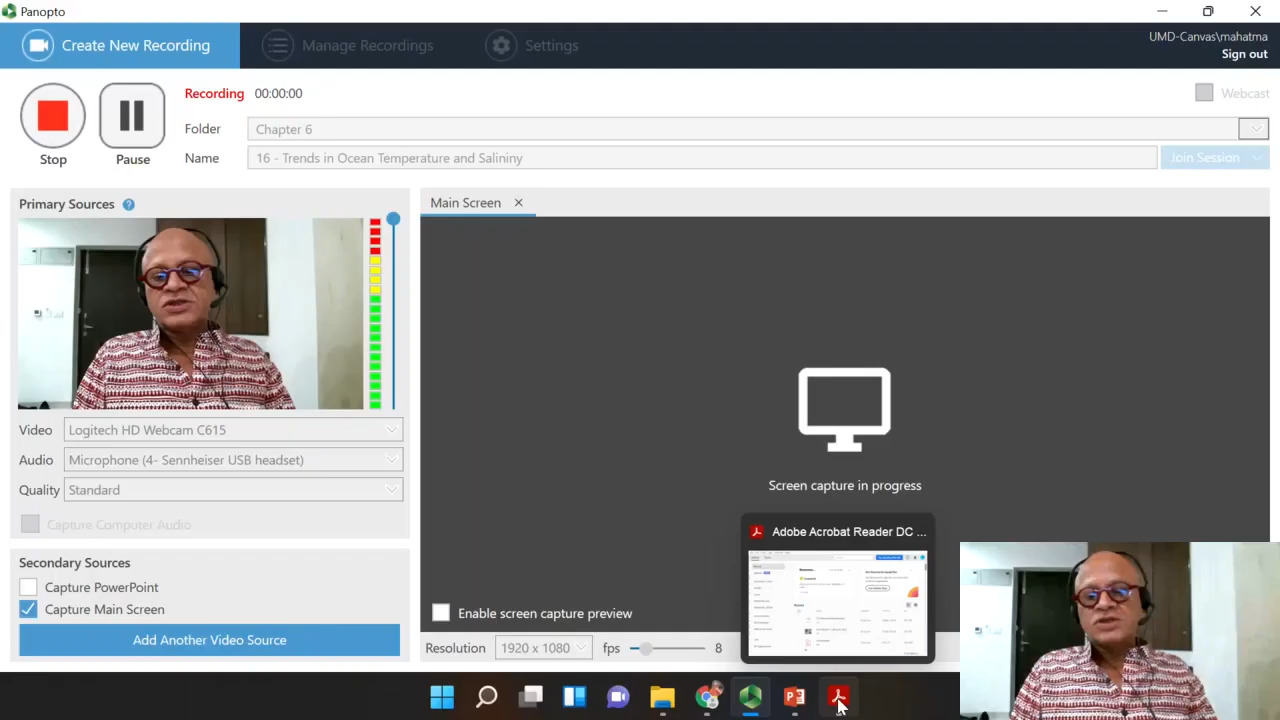 Panopto
Create New Recording
Manage Recordings
Settings
UMD-Canvas\mahatma
Sign out
Recording 00:00:00
Webcast
Folder Chapter 6
Stop
Pause
Name 16 - Trends in Ocean Temperature and Salininy
Join Session
Primary Sources ?
Main Screen
Video Logitech HD Webcam C615
Audio Microphone (4- Sennheiser USB headset)
Quality Standard
Capture Computer Audio
Screen capture in progress
Adobe Acrobat Reader DC ...
Secondary Sources
Capture PowerPoint
Capture Main Screen
Add Another Video Source
Enable screen capture preview
Resolution 1920 x 1080 fps 8